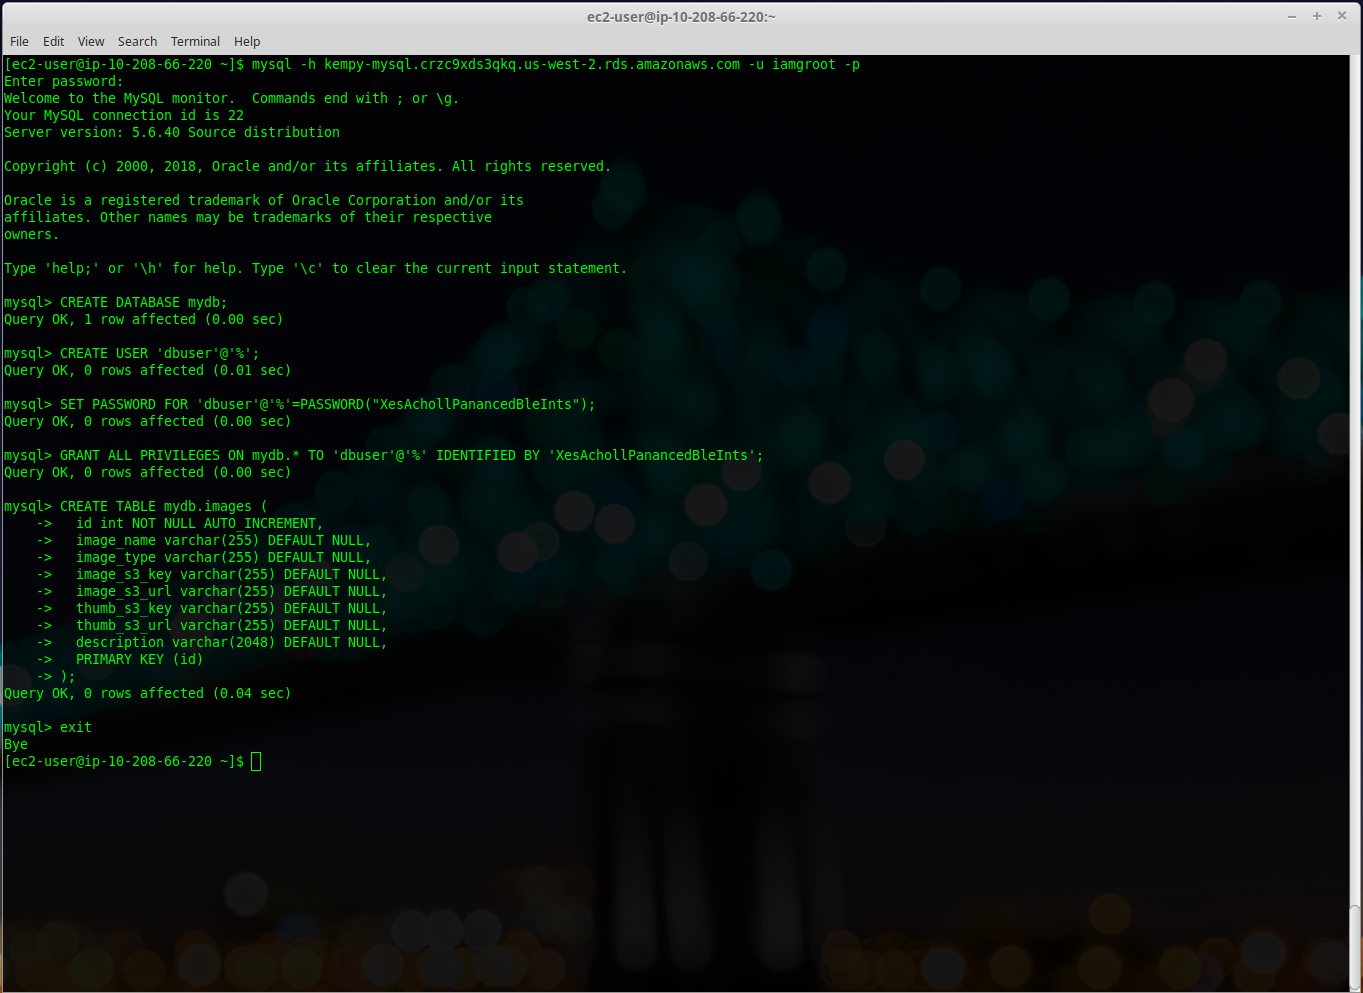 ec2-user@ip-10-208-66-220:~
File Edit View Search Terminal Help
[ec2-user@ip-10-208-66-220 ~]$ mysql -h kempy-mysql.crzc9xds3qkq.us-west-2.rds.amazonaws.com -u iamgroot -p
Enter password:
Welcome to the MySQL monitor.  Commands end with ; or \g.
Your MySQL connection id is 22
Server version: 5.6.40 Source distribution
Copyright (c) 2000, 2018, Oracle and/or its affiliates. All rights reserved.
Oracle is a registered trademark of Oracle Corporation and/or its
affiliates. Other names may be trademarks of their respective
owners.
Type 'help;' or '\h' for help. Type '\c' to clear the current input statement.
mysql> CREATE DATABASE mydb;
Query OK, 1 row affected (0.00 sec)
mysql> CREATE USER 'dbuser'@'%';
Query OK, 0 rows affected (0.01 sec)
mysql> SET PASSWORD FOR 'dbuser'@'%'=PASSWORD("XesAchollPanancedBleInts");
Query OK, 0 rows affected (0.00 sec)
mysql> GRANT ALL PRIVILEGES ON mydb.* TO 'dbuser'@'%' IDENTIFIED BY 'XesAchollPanancedBleInts';
Query OK, 0 rows affected (0.00 sec)
mysql> CREATE TABLE mydb.images (
    ->   id int NOT NULL AUTO_INCREMENT,
    ->   image_name varchar(255) DEFAULT NULL,
    ->   image_type varchar(255) DEFAULT NULL,
    ->   image_s3_key varchar(255) DEFAULT NULL,
    ->   image_s3_url varchar(255) DEFAULT NULL,
    ->   thumb_s3_key varchar(255) DEFAULT NULL,
    ->   thumb_s3_url varchar(255) DEFAULT NULL,
    ->   description varchar(2048) DEFAULT NULL,
    ->   PRIMARY KEY (id)
    -> );
Query OK, 0 rows affected (0.04 sec)
mysql> exit
Bye
[ec2-user@ip-10-208-66-220 ~]$